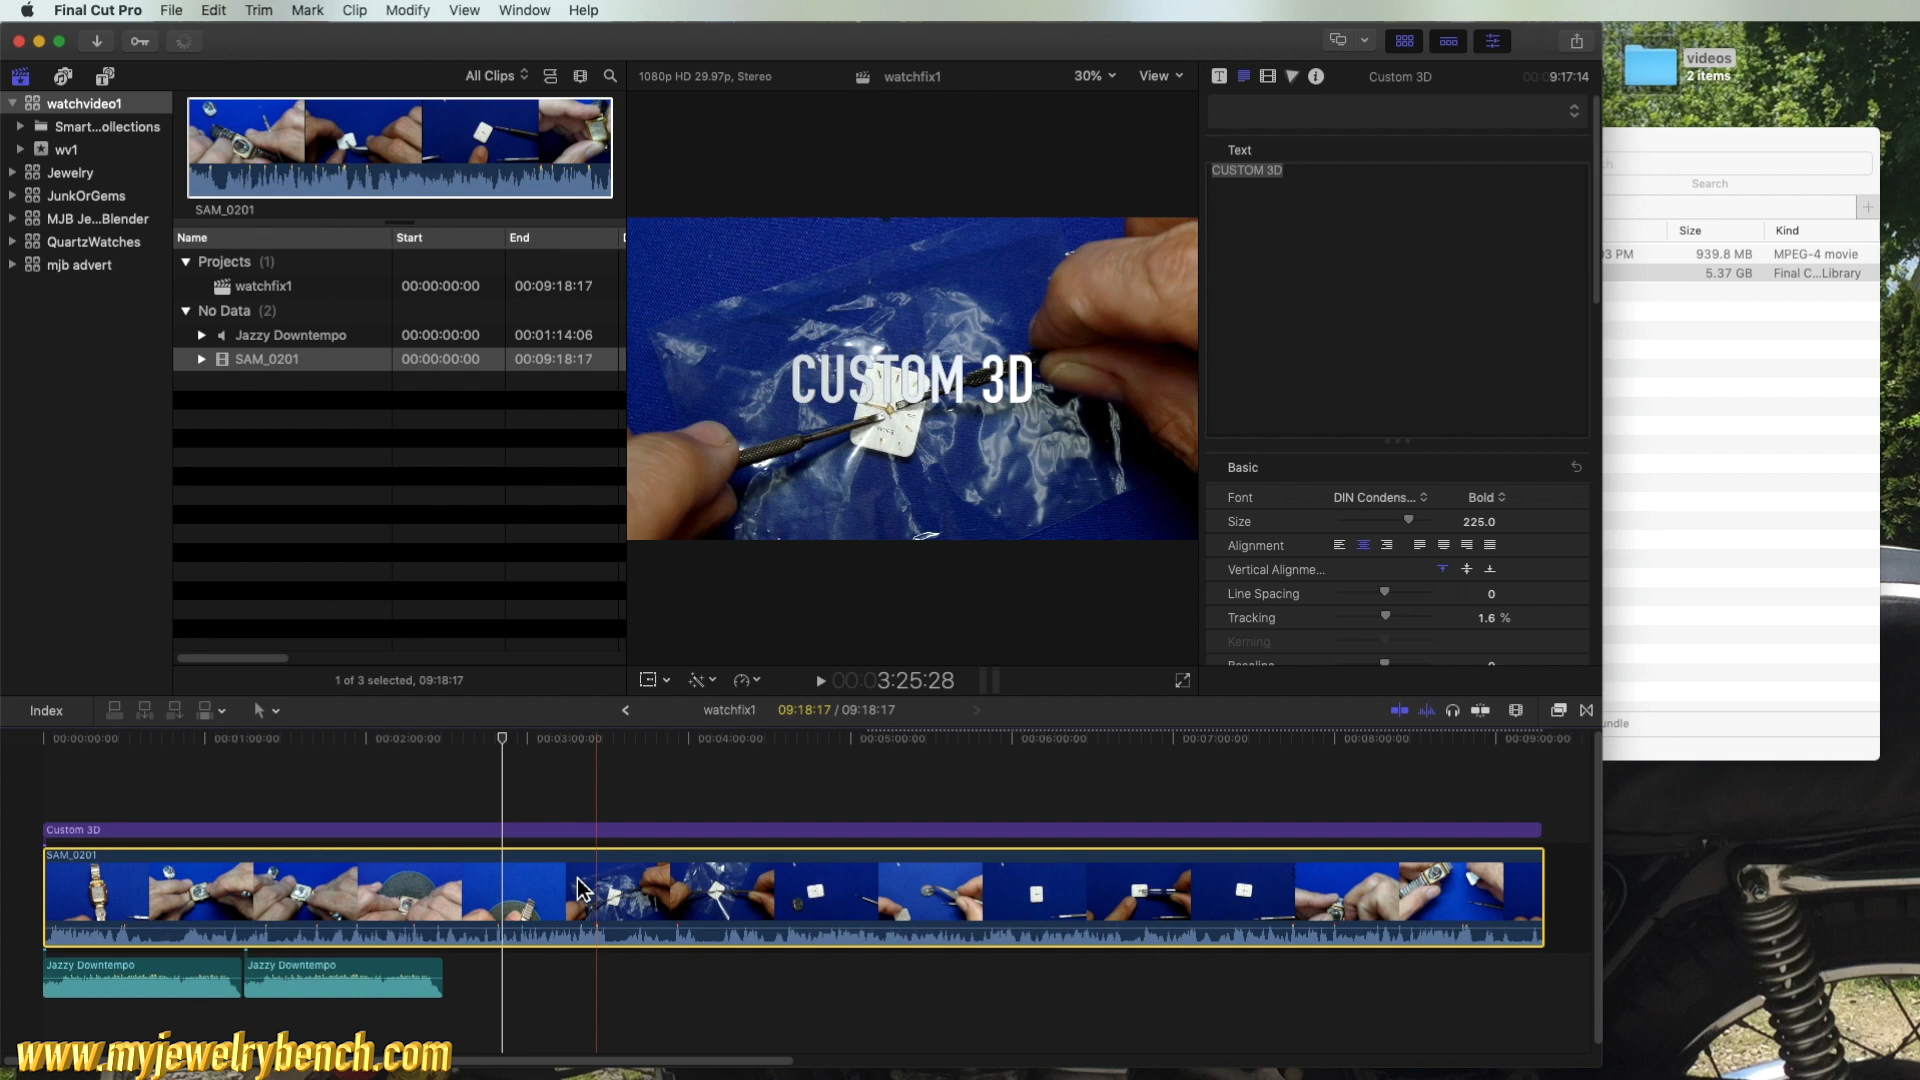 Final Cut Pro File Edit Trim Mark Clip Modify View Window Help
videos
2 items
All Clips
1080p HD 29.97p, Stereo
watchfix1
30%
View
Custom 3D
00:09:17:14
watchvideo1
Smart...ollections
wv1
Jewelry
JunkOrGems
MJB Je...Blender
QuartzWatches
mjb advert
SAM_0201
Name Start End
Projects (1)
watchfix1 00:00:00:00 00:09:18:17
No Data (2)
Jazzy Downtempo 00:00:00:00 00:01:14:06
SAM_0201 00:00:00:00 00:09:18:17
1 of 3 selected, 09:18:17
CUSTOM 3D
00:03:25:28
Text
CUSTOM 3D
Basic
Font DIN Condens... Bold
Size 225.0
Alignment
Vertical Alignme...
Line Spacing 0
Tracking 1.6 %
Kerning
Baseline 0
Search
Size Kind
03 PM 939.8 MB MPEG-4 movie
5.37 GB Final C...Library
Index
watchfix1 09:18:17 / 09:18:17
00:00:00:00 00:01:00:00 00:02:00:00 00:03:00:00 00:04:00:00 00:05:00:00 00:06:00:00 00:07:00:00 00:08:00:00 00:09:00:00
Custom 3D
SAM_0201
Jazzy Downtempo Jazzy Downtempo
www.myjewelrybench.com